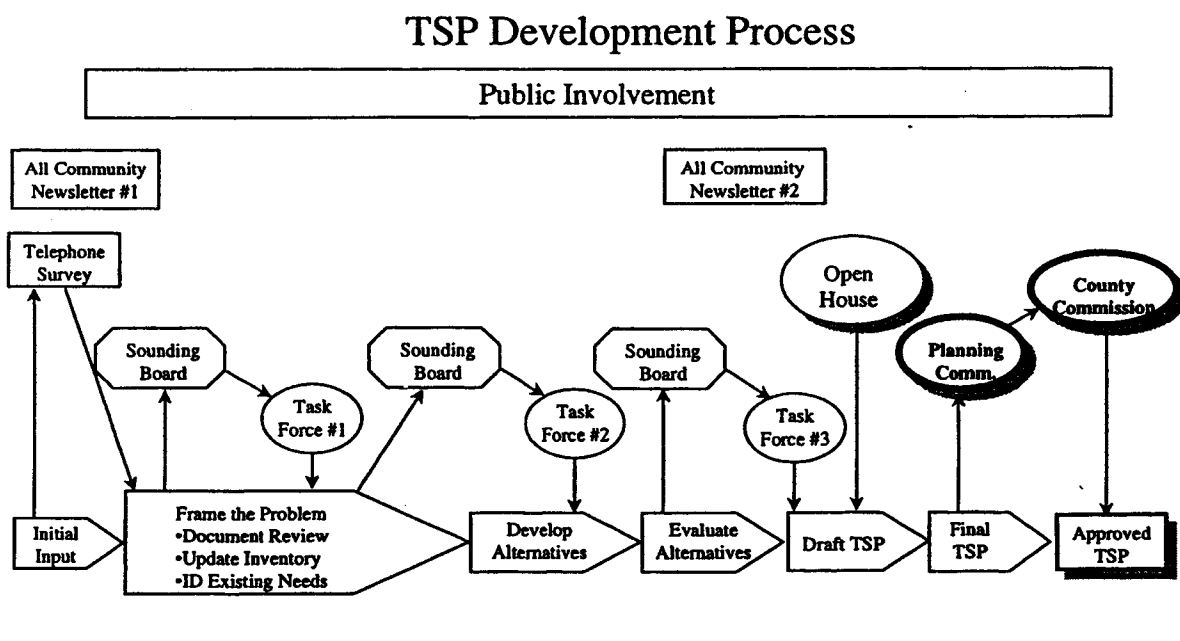 TSP Development Process
Public Involvement
All Community
Newsletter #1
All Community
Newsletter #2
Telephone
Survey
Open
House
County
Commission
Sounding
Board
Sounding
Board
Sounding
Board
Planning
Comm.
Task
Force #1
Task
Force #2
Task
Force #3
Initial
Input
Frame the Problem
•Document Review
•Update Inventory
•ID Existing Needs
Develop
Alternatives
Evaluate
Alternatives
Draft TSP
Final
TSP
Approved
TSP